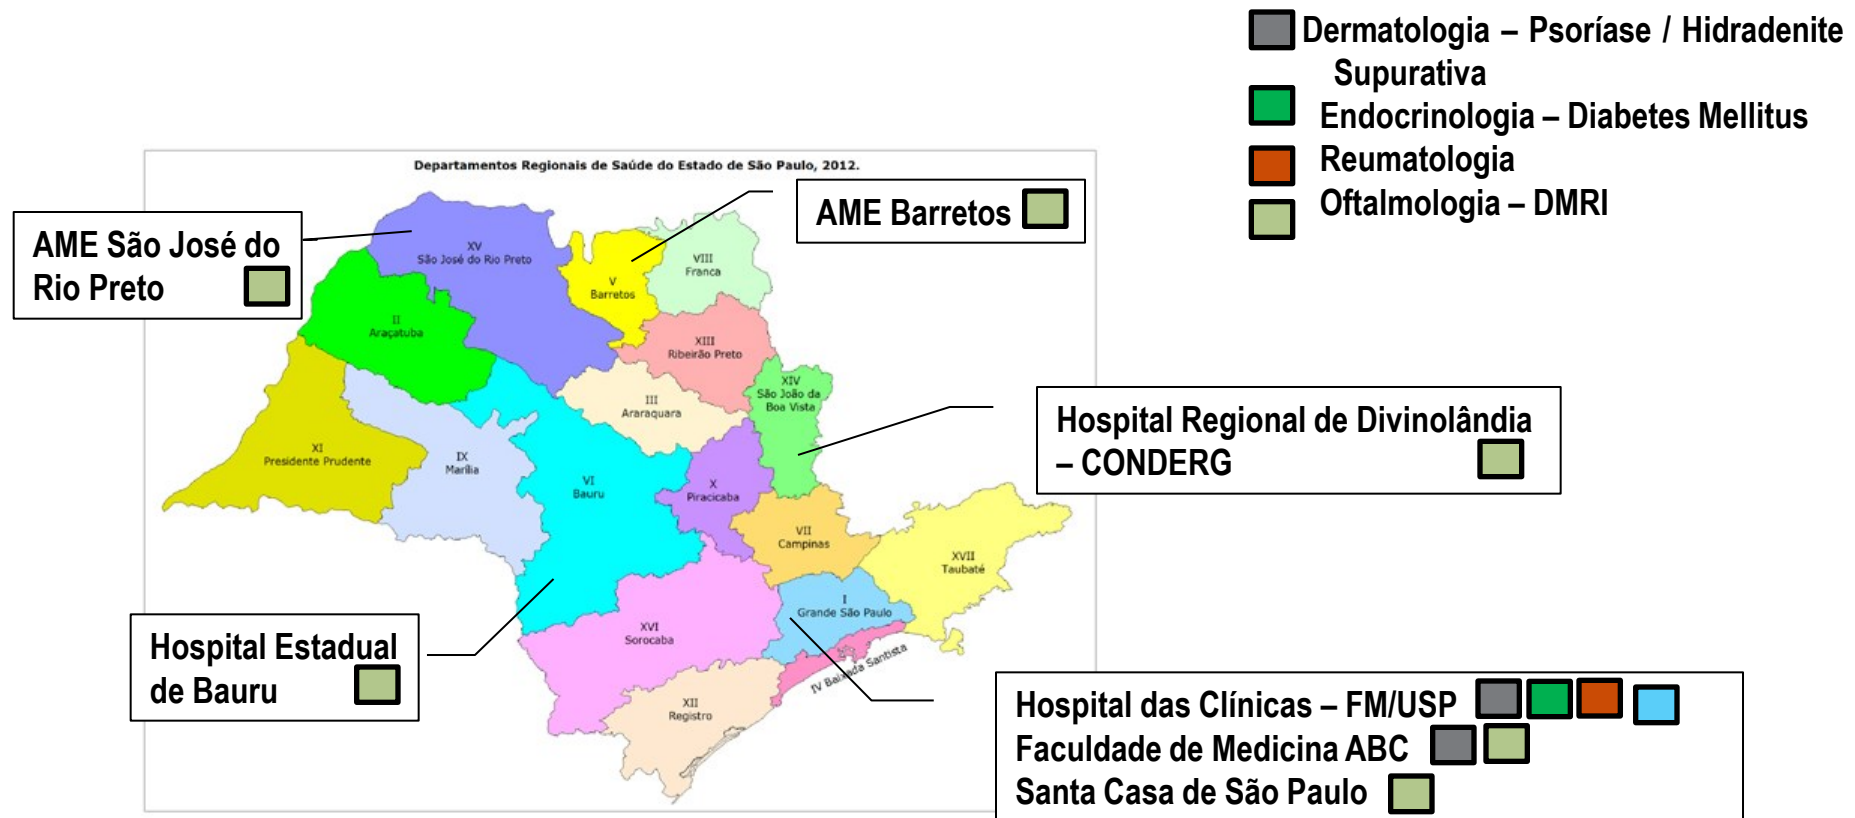 Dermatologia – Psoríase / Hidradenite
Supurativa
Endocrinologia – Diabetes Mellitus
Reumatologia
Oftalmologia – DMRI
Departamentos Regionais de Saúde do Estado de São Paulo, 2012.
AME São José do
Rio Preto
AME Barretos
XV
São José do Rio Preto
V
Barretos
VIII
Franca
II
Araçatuba
XIII
Ribeirão Preto
XIV
São João da
Boa Vista
III
Araraquara
Hospital Regional de Divinolândia
– CONDERG
XI
Presidente Prudente
IX
Marília
VI
Bauru
X
Piracicaba
VII
Campinas
XVII
Taubaté
I
Grande São Paulo
XVI
Sorocaba
IV Baixada Santista
XII
Registro
Hospital Estadual
de Bauru
Hospital das Clínicas – FM/USP
Faculdade de Medicina ABC
Santa Casa de São Paulo